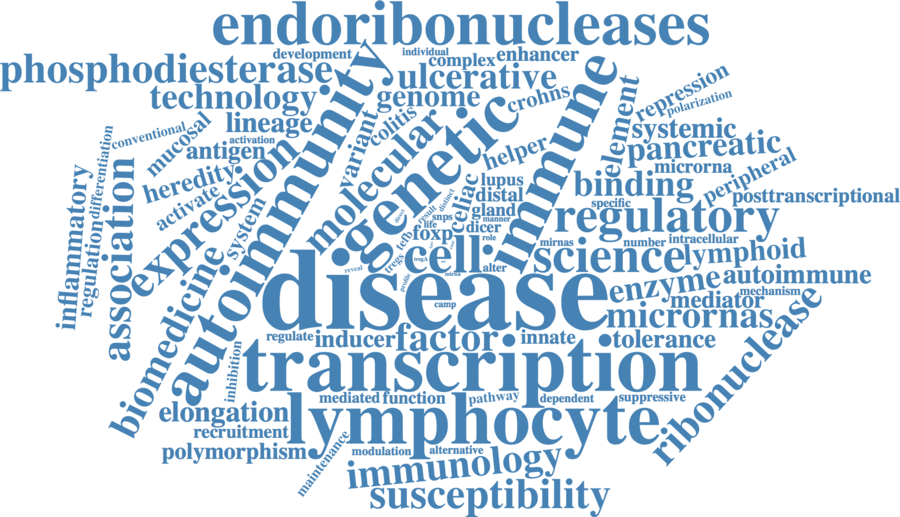 endoribonucleases
development
individual
complex
enhancer
phosphodiesterase
ulcerative
technology
genome
crohns
repression
polarization
element
lineage
colitis
variant
systemic
pancreatic
conventional
mucosal
activation
antigen
molecular
genetic
immune
helper
microrna
autoimmunity
expression
heredity
activate
system
inflammatory
differentiation
regulation
association
lupus
distal
gland
celiac
binding
specific
peripheral
posttranscriptional
distinct
manner
result
snps
direct
life
dicer
role
foxp
tcfb
regulatory
mirnas
number
intracellular
lymphoid
cell
alter
tregs
reveal
science
autoimmune
enzyme
mechanism
mediator
disease
camp
micrornas
ribonuclease
biomedicine
regulate
inducer
factor
innate
tolerance
inhibition
transcription
mediated
function
pathway
dependent
suppressive
elongation
recruitment
lymphocyte
polymorphism
maintenance
modulation
alternative
immunology
susceptibility